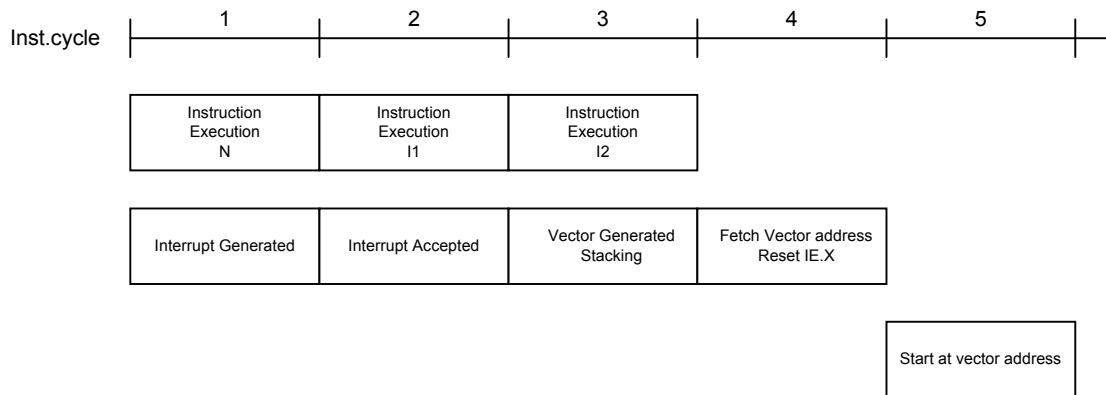 1 2 3 4 5
Inst.cycle
Instruction
Execution
N
Instruction
Execution
I1
Instruction
Execution
I2
Interrupt Generated
Interrupt Accepted
Vector Generated
Stacking
Fetch Vector address
Reset IE.X
Start at vector address